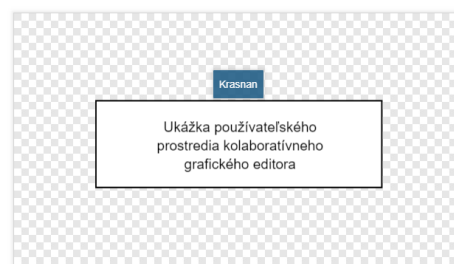 Krasnan
Ukážka používateľského
prostredia kolaboratívneho
grafického editora